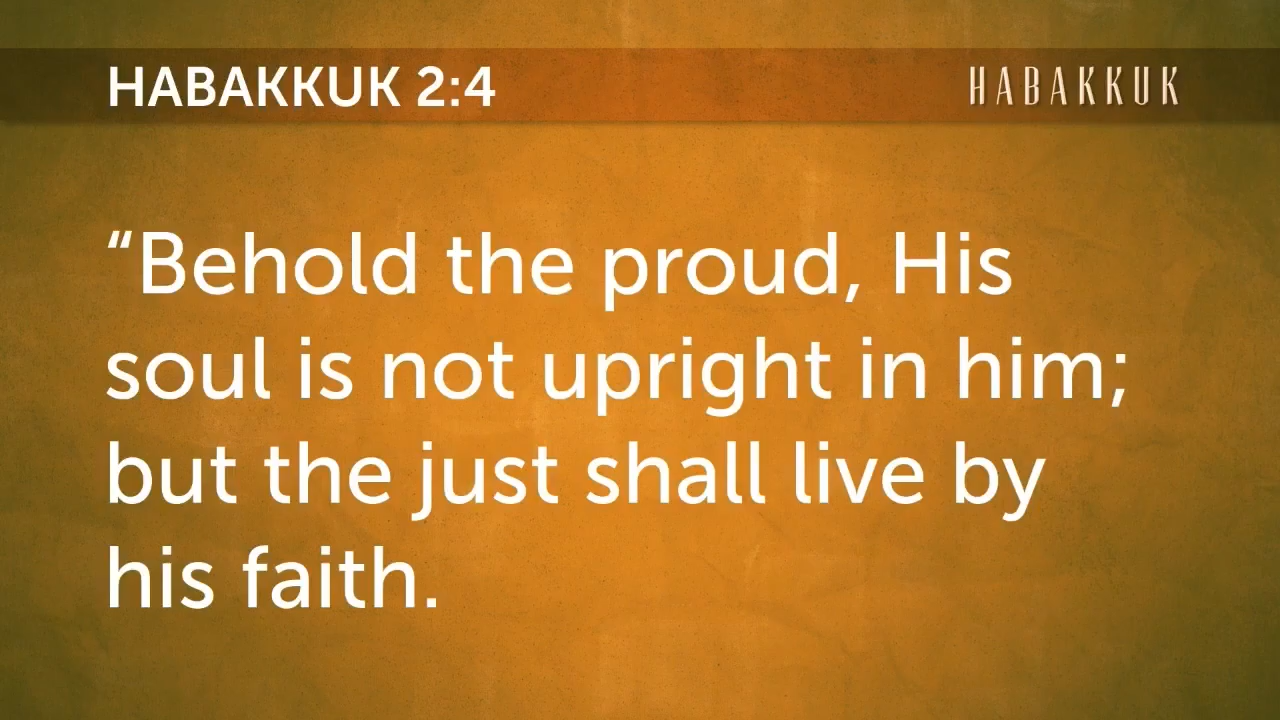 HABAKKUK 2:4
HABAKKUK
“Behold the proud, His
soul is not upright in him;
but the just shall live by
his faith.